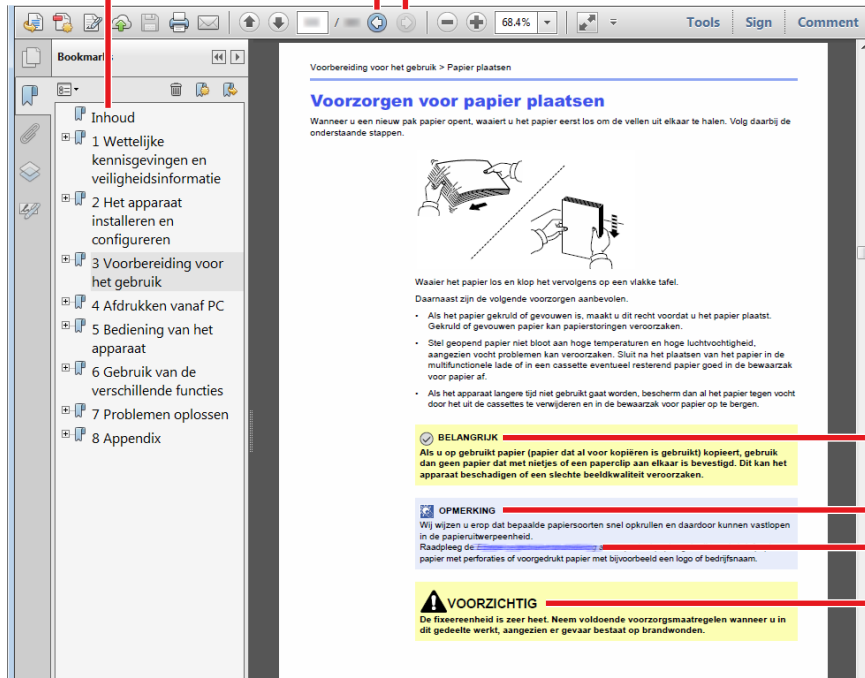 /
68.4%
Tools
Sign
Comment
Bookmark
Inhoud
1 Wettelijke
kennisgevingen en
veiligheidsinformatie
2 Het apparaat
installeren en
configureren
3 Voorbereiding voor
het gebruik
4 Afdrukken vanaf PC
5 Bediening van het
apparaat
6 Gebruik van de
verschillende functies
7 Problemen oplossen
8 Appendix
Voorbereiding voor het gebruik > Papier plaatsen
Voorzorgen voor papier plaatsen
Wanneer u een nieuw pak papier opent, waaiert u het papier eerst los om de vellen uit elkaar te halen. Volg daarbij de
onderstaande stappen.
Waaier het papier los en klop het vervolgens op een vlakke tafel.
Daarnaast zijn de volgende voorzorgen aanbevolen.
• Als het papier gekruld of gevouwen is, maakt u dit recht voordat u het papier plaatst.
Gekruld of gevouwen papier kan papierstoringen veroorzaken.
• Stel geopend papier niet bloot aan hoge temperaturen en hoge luchtvochtigheid,
aangezien vocht problemen kan veroorzaken. Sluit na het plaatsen van het papier in de
multifunctionele lade of in een cassette eventueel resterend papier goed in de bewaarzak
voor papier af.
• Als het apparaat langere tijd niet gebruikt gaat worden, bescherm dan al het papier tegen vocht
door het uit de cassettes te verwijderen en in de bewaarzak voor papier op te bergen.
BELANGRIJK
Als u op gebruikt papier (papier dat al voor kopiëren is gebruikt) kopieert, gebruik
dan geen papier dat met nietjes of een paperclip aan elkaar is bevestigd. Dit kan het
apparaat beschadigen of een slechte beeldkwaliteit veroorzaken.
OPMERKING
Wij wijzen u erop dat bepaalde papiersoorten snel opkrullen en daardoor kunnen vastlopen
in de papieruitwerpeenheid.
Raadpleeg de
papier met perforaties of voorgedrukt papier met bijvoorbeeld een logo of bedrijfsnaam.
VOORZICHTIG
De fixeereenheid is zeer heet. Neem voldoende voorzorgsmaatregelen wanneer u in
dit gedeelte werkt, aangezien er gevaar bestaat op brandwonden.